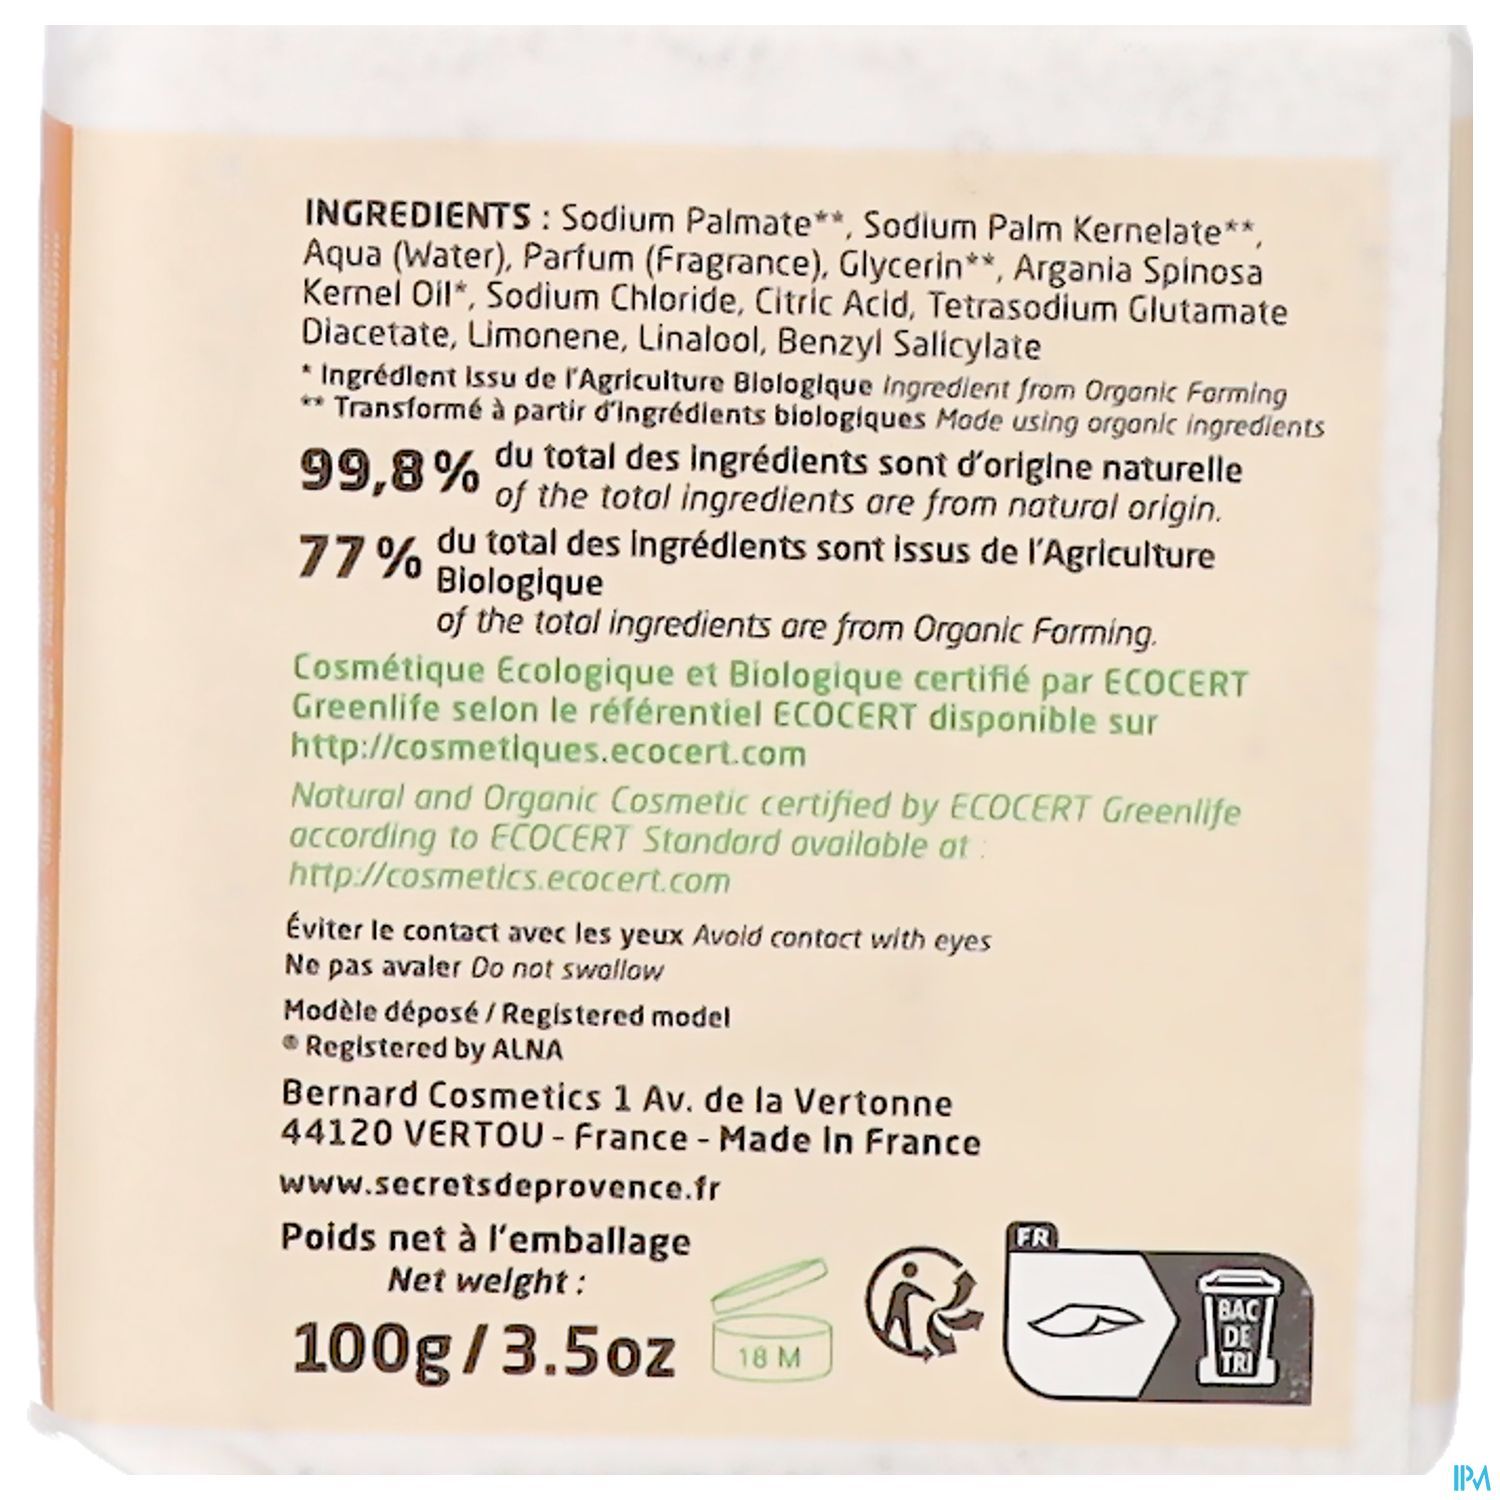 INGREDIENTS : Sodium Palmate**, Sodium Palm Kernelate**,
Aqua (Water), Parfum (Fragrance), Glycerin**, Argania Spinosa
Kernel Oil*, Sodium Chloride, Citric Acid, Tetrasodium Glutamate
Diacetate, Limonene, Linalool, Benzyl Salicylate
* Ingrédient issu de l'Agriculture Biologique Ingredient from Organic Farming
** Transformé à partir d'ingrédients biologiques Made using organic ingredients
99,8% du total des ingrédients sont d'origine naturelle
of the total ingredients are from natural origin.
77% du total des ingrédients sont issus de l'Agriculture
Biologique
of the total ingredients are from Organic Farming.
Cosmétique Ecologique et Biologique certifié par ECOCERT
Greenlife selon le référentiel ECOCERT disponible sur
http://cosmetiques.ecocert.com
Natural and Organic Cosmetic certified by ECOCERT Greenlife
according to ECOCERT Standard available at :
http://cosmetics.ecocert.com
Éviter le contact avec les yeux Avoid contact with eyes
Ne pas avaler Do not swallow
Modèle déposé / Registered model
® Registered by ALNA
Bernard Cosmetics 1 Av. de la Vertonne
44120 VERTOU - France - Made in France
www.secretsdeprovence.fr
Poids net à l'emballage
Net weight :
100g / 3.5oz
18 M
FR
BAC
DE
TRI
IPM